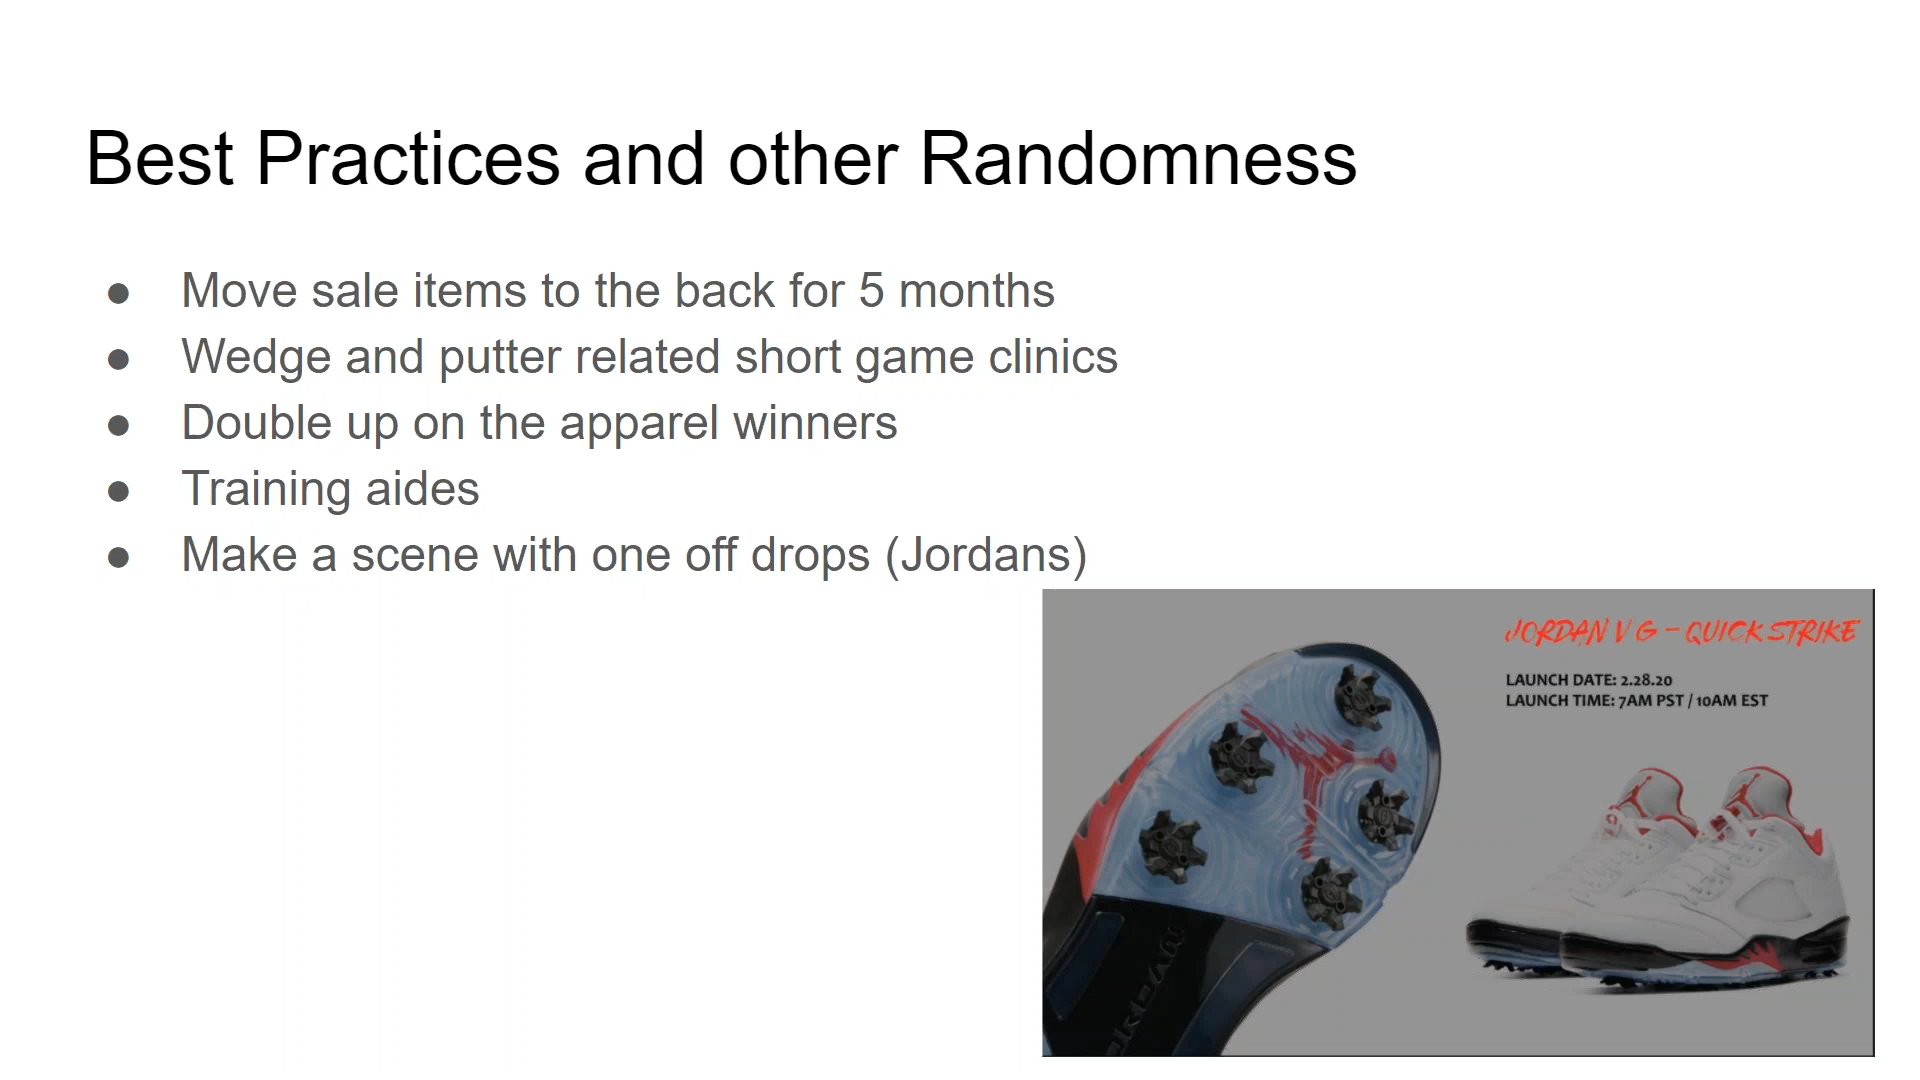 Best Practices and other Randomness
● Move sale items to the back for 5 months
● Wedge and putter related short game clinics
● Double up on the apparel winners
● Training aides
● Make a scene with one off drops (Jordans)
JORDAN V G – QUICK STRIKE
LAUNCH DATE: 2.28.20
LAUNCH TIME: 7AM PST / 10AM EST